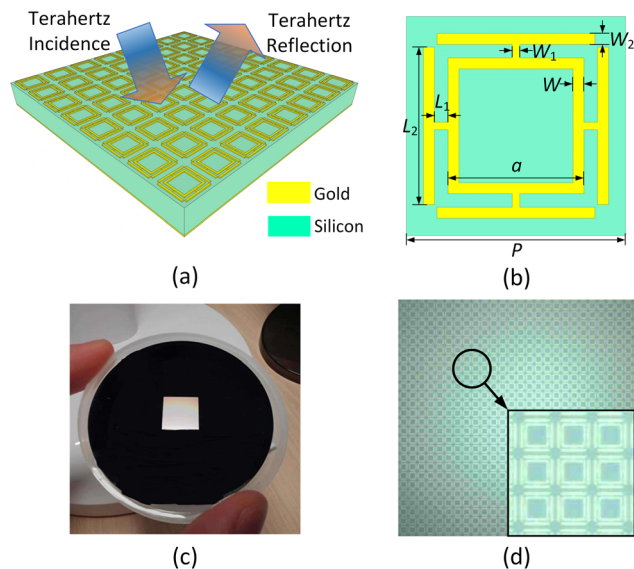 Terahertz
Incidence
Terahertz
Reflection
Gold
Silicon
(a)
W₂
W₁
W
L₁
L₂
a
P
(b)
(c)
(d)